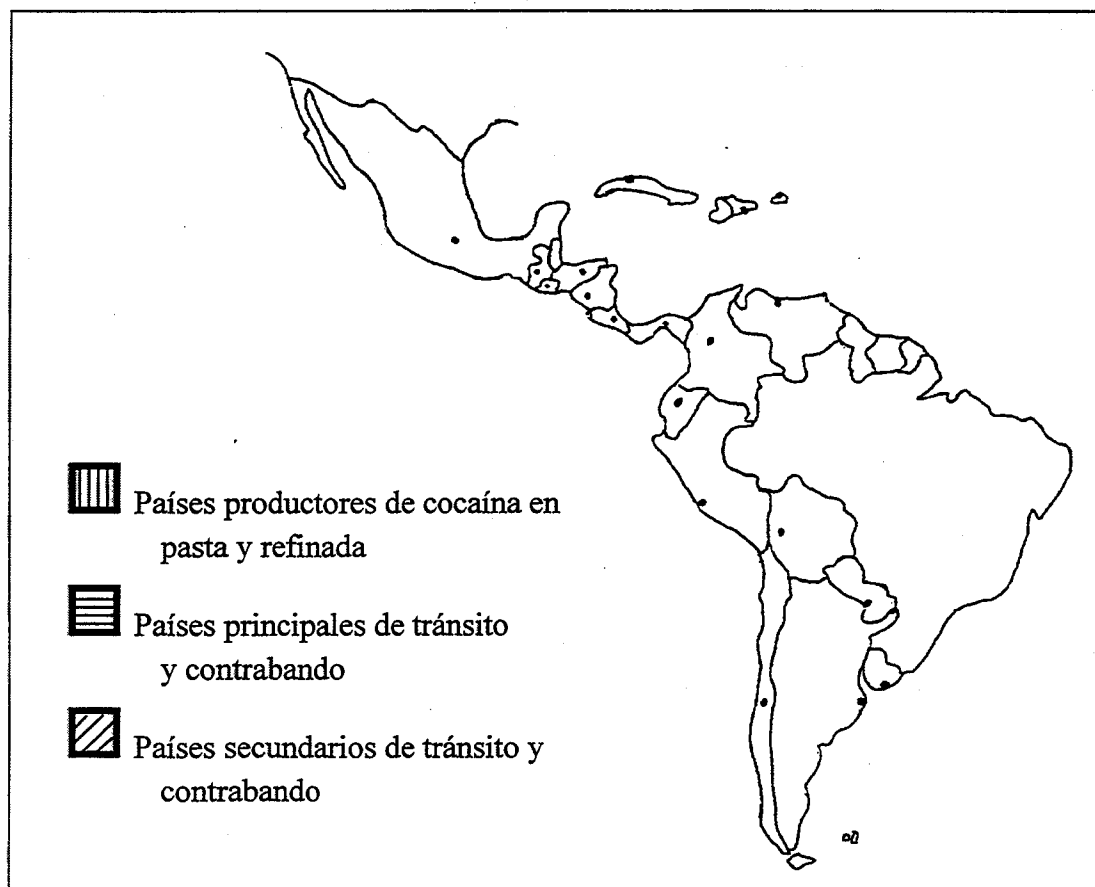 Países productores de cocaína en
pasta y refinada
Países principales de tránsito
y contrabando
Países secundarios de tránsito y
contrabando